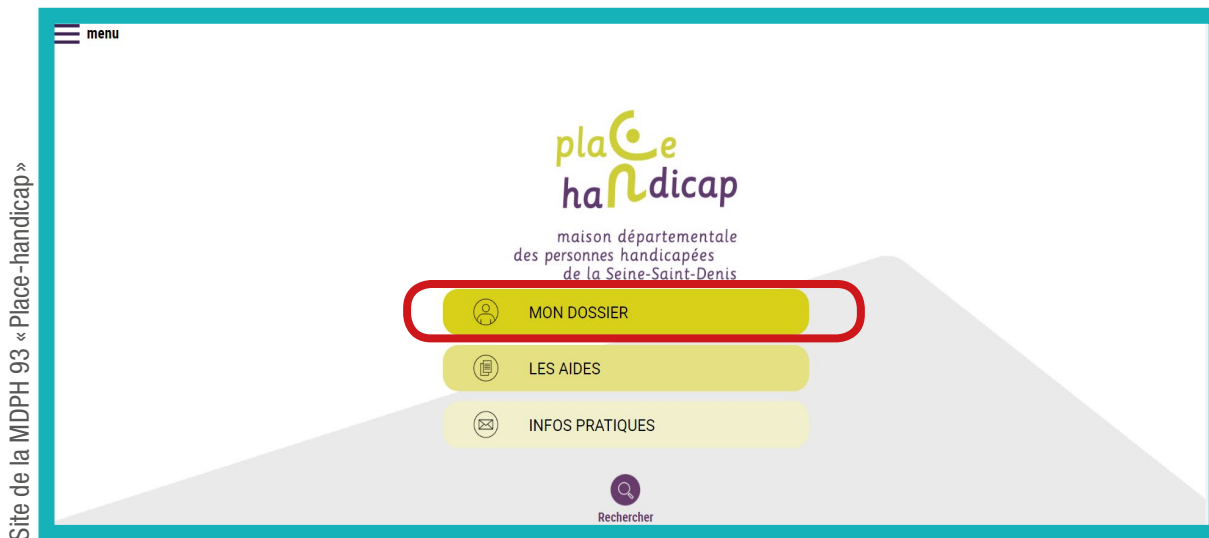 menu
place
handicap
maison départementale
des personnes handicapées
de la Seine-Saint-Denis
MON DOSSIER
LES AIDES
INFOS PRATIQUES
Rechercher
Site de la MDPH 93 «Place-handicap»